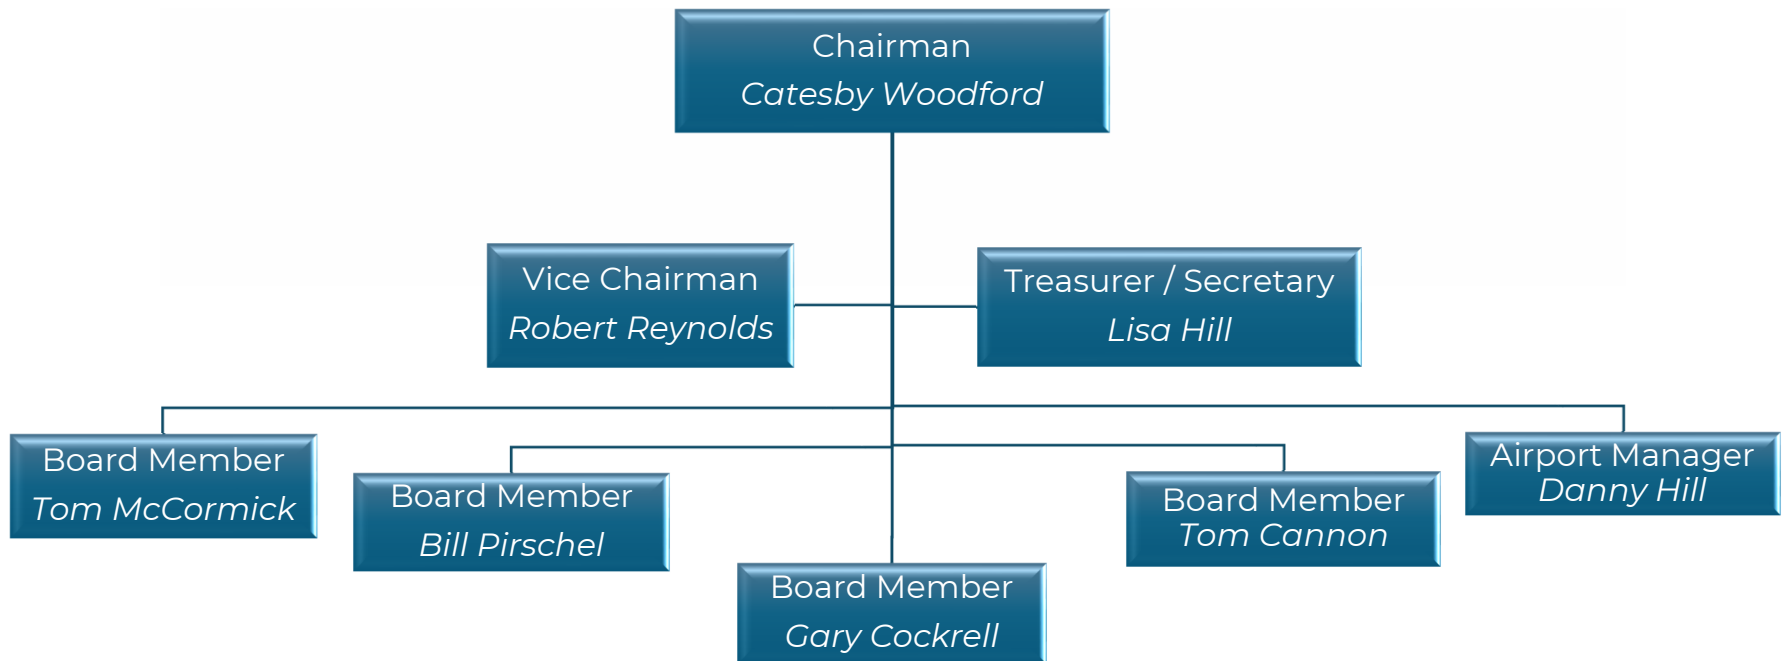 Chairman
Catesby Woodford
Vice Chairman
Robert Reynolds
Treasurer / Secretary
Lisa Hill
Board Member
Tom McCormick
Board Member
Bill Pirschel
Board Member
Gary Cockrell
Board Member
Tom Cannon
Airport Manager
Danny Hill